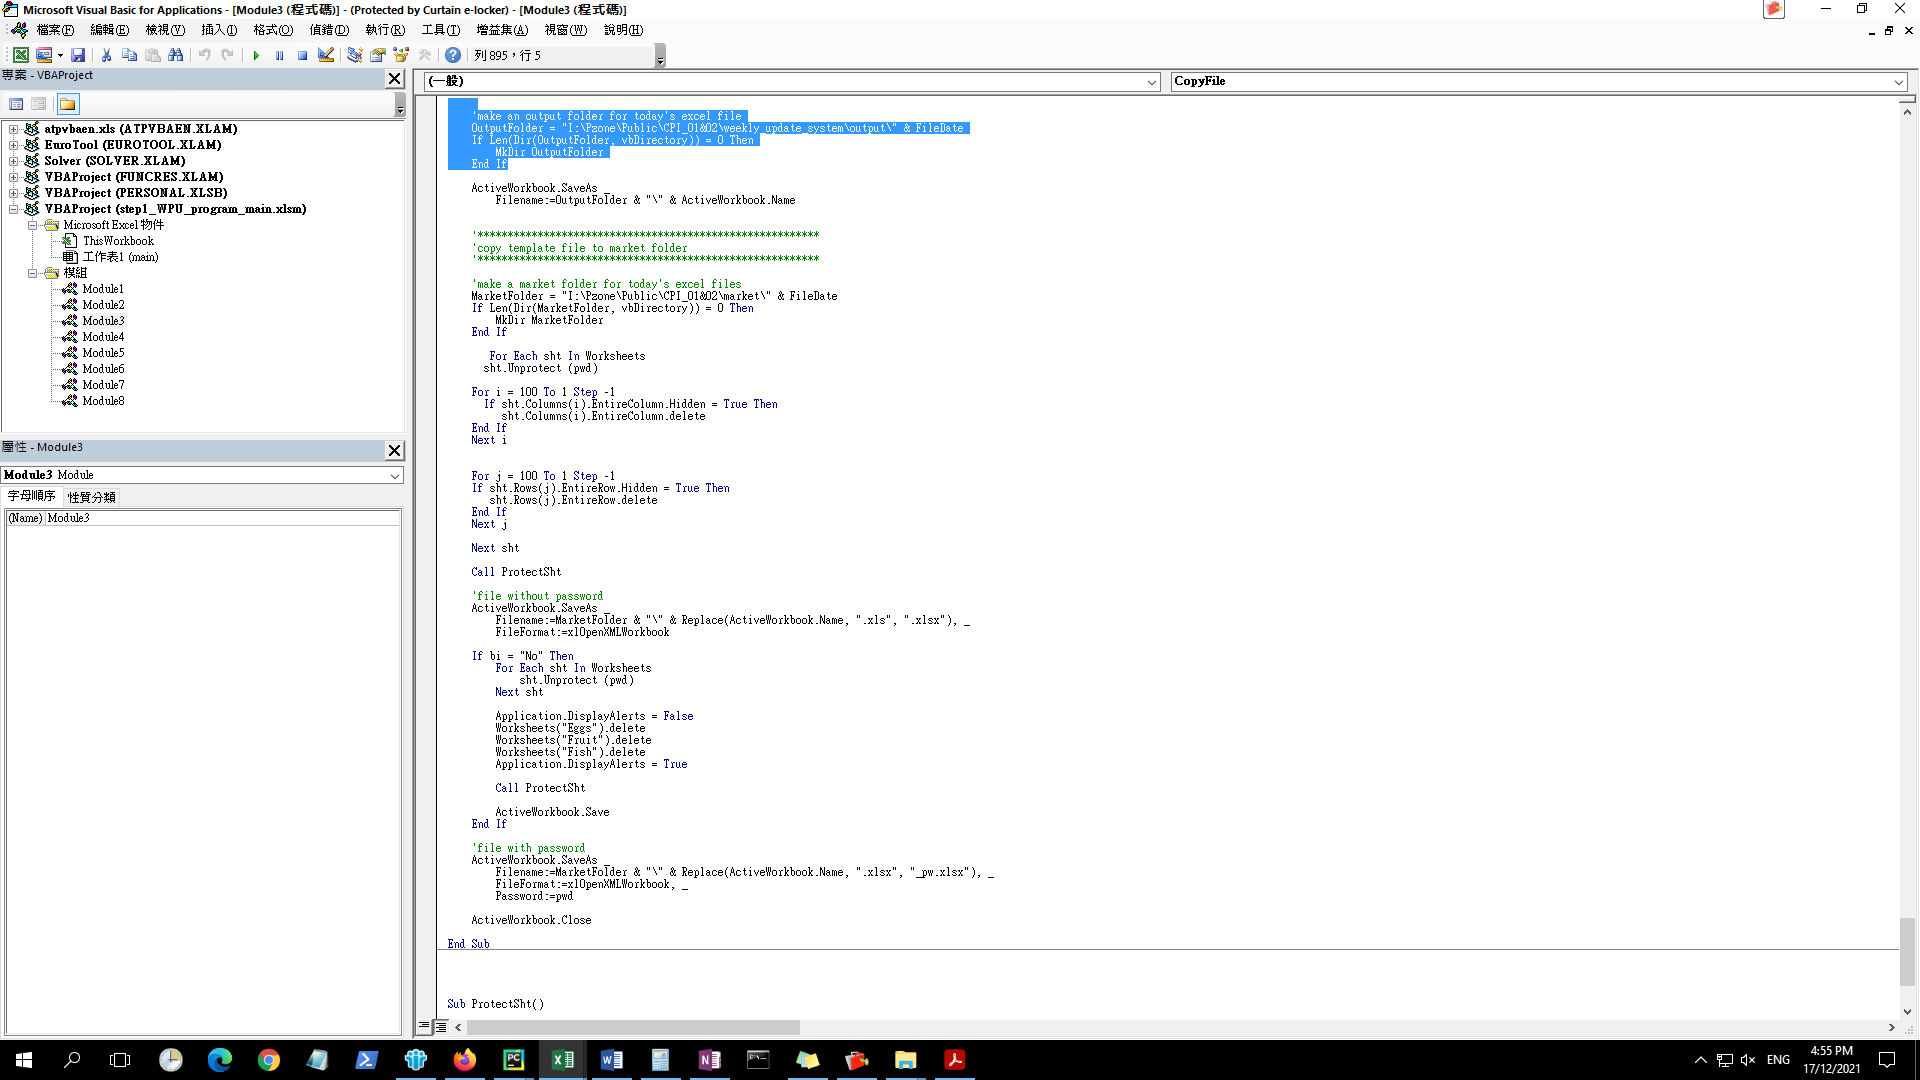 Microsoft Visual Basic for Applications - [Module3 (程式碼)] - (Protected by Curtain e-locker) - [Module3 (程式碼)]
檔案(F) 編輯(E) 檢視(V) 插入(I) 格式(O) 偵錯(D) 執行(R) 工具(T) 增益集(A) 視窗(W) 說明(H)
列 895，行 5
專案 - VBAProject
atpvbaen.xls (ATPVBAEN.XLAM)
EuroTool (EUROTOOL.XLAM)
Solver (SOLVER.XLAM)
VBAProject (FUNCRES.XLAM)
VBAProject (PERSONAL.XLSB)
VBAProject (step1_WPU_program_main.xlsm)
Microsoft Excel 物件
ThisWorkbook
工作表1 (main)
模組
Module1
Module2
Module3
Module4
Module5
Module6
Module7
Module8
屬性 - Module3
Module3 Module
字母順序 性質分類
(Name) Module3
(一般)
CopyFile
'make an output folder for today's excel file
OutputFolder = "I:\Pzone\Public\CPI_01&02\weekly_update_system\output\" & FileDate
If Len(Dir(OutputFolder, vbDirectory)) = 0 Then
MkDir OutputFolder
End If
ActiveWorkbook.SaveAs _
Filename:=OutputFolder & "\" & ActiveWorkbook.Name
'*********************************************************
'copy template file to market folder
'*********************************************************
'make a market folder for today's excel files
MarketFolder = "I:\Pzone\Public\CPI_01&02\market\" & FileDate
If Len(Dir(MarketFolder, vbDirectory)) = 0 Then
MkDir MarketFolder
End If
For Each sht In Worksheets
sht.Unprotect (pwd)
For i = 100 To 1 Step -1
If sht.Columns(i).EntireColumn.Hidden = True Then
sht.Columns(i).EntireColumn.delete
End If
Next i
For j = 100 To 1 Step -1
If sht.Rows(j).EntireRow.Hidden = True Then
sht.Rows(j).EntireRow.delete
End If
Next j
Next sht
Call ProtectSht
'file without password
ActiveWorkbook.SaveAs _
Filename:=MarketFolder & "\" & Replace(ActiveWorkbook.Name, ".xls", ".xlsx"), _
FileFormat:=xlOpenXMLWorkbook
If bi = "No" Then
For Each sht In Worksheets
sht.Unprotect (pwd)
Next sht
Application.DisplayAlerts = False
Worksheets("Eggs").delete
Worksheets("Fruit").delete
Worksheets("Fish").delete
Application.DisplayAlerts = True
Call ProtectSht
ActiveWorkbook.Save
End If
'file with password
ActiveWorkbook.SaveAs _
Filename:=MarketFolder & "\" & Replace(ActiveWorkbook.Name, ".xlsx", "_pw.xlsx"), _
FileFormat:=xlOpenXMLWorkbook, _
Password:=pwd
ActiveWorkbook.Close
End Sub
Sub ProtectSht()
ENG
4:55 PM
17/12/2021